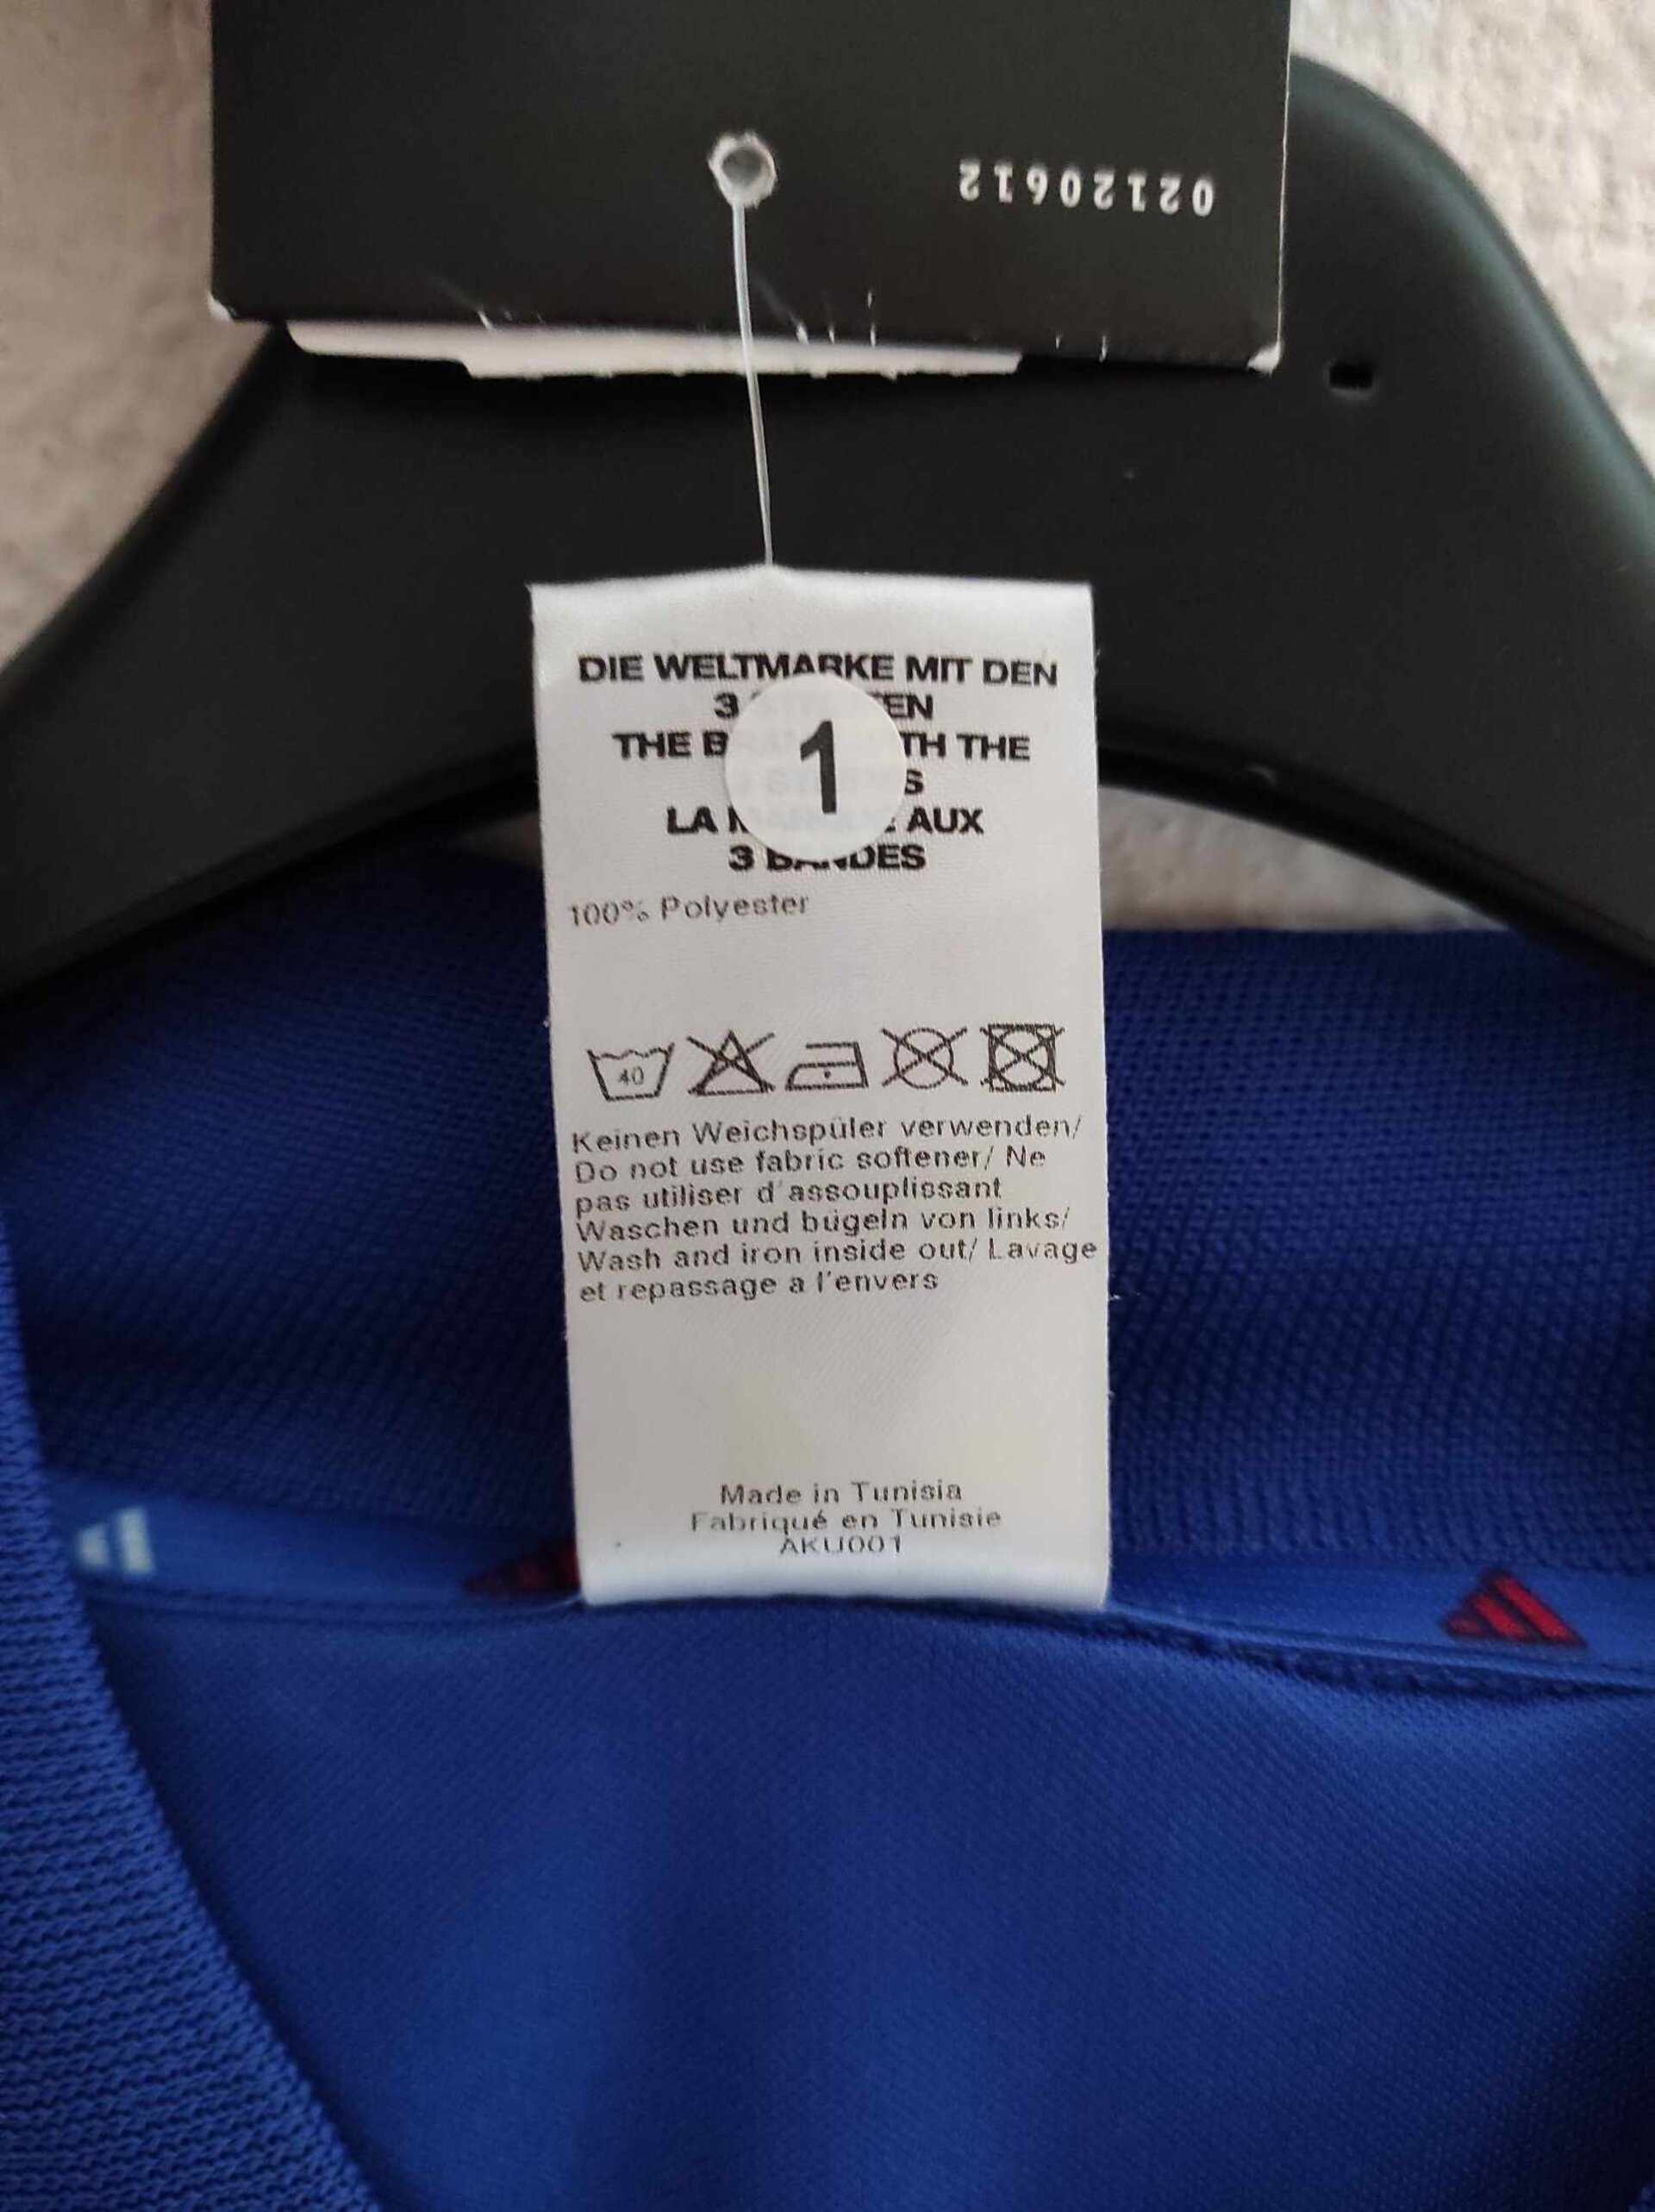 02120612
DIE WELTMARKE MIT DEN
3 EN
THE TH THE
1
S
LA AUX
3 BANDES
100% Polyester
40
Keinen Weichspüler verwenden/
Do not use fabric softener/ Ne
pas utiliser d'assouplissant
Waschen und bügeln von links/
Wash and iron inside out/ Lavage
et repassage a l'envers
Made in Tunisia
Fabriqué en Tunisie
AKU001